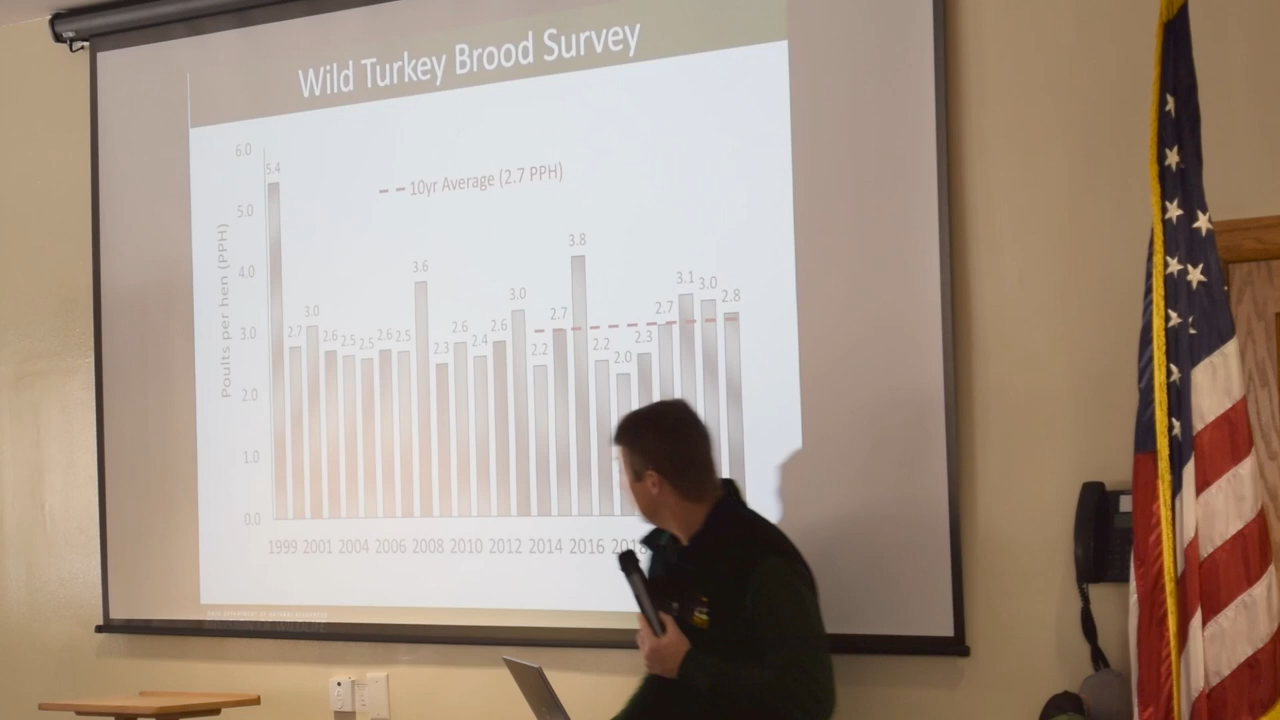 Wild Turkey Brood Survey
6.0
5.4
10yr Average (2.7 PPH)
5.0
3.8
4.0
3.6
3.1 3.0 2.8
3.0
3.0
2.7 3.0 2.6 2.5 2.5 2.6 2.5 2.3 2.6 2.4 2.6 2.2 2.7 2.2 2.0 2.3 2.7
2.0
1.0
0.0
Poults per hen (PPH)
1999 2001 2004 2006 2008 2010 2012 2014 2016 2018